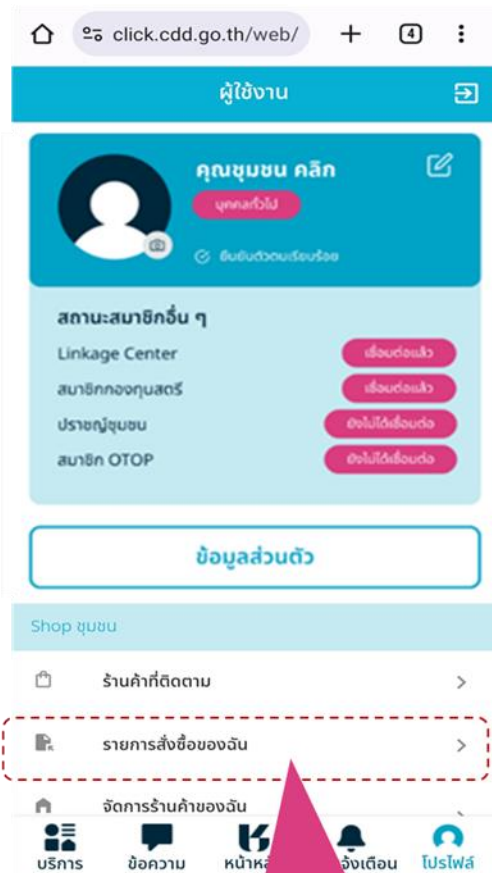 click.cdd.go.th/web/
4
ผู้ใช้งาน
คุณชุมชน คลิก
บุคคลทั่วไป
ยืนยันตัวตนเรียบร้อย
สถานะสมาชิกอื่น ๆ
Linkage Center
เชื่อมต่อแล้ว
สมาชิกกองทุนสตรี
เชื่อมต่อแล้ว
ปราชญ์ชุมชน
ยังไม่ได้เชื่อมต่อ
สมาชิก OTOP
ยังไม่ได้เชื่อมต่อ
ข้อมูลส่วนตัว
Shop ชุมชน
ร้านค้าที่ติดตาม
รายการสั่งซื้อของฉัน
จัดการร้านค้าของฉัน
บริการ ข้อความ โปรไฟล์